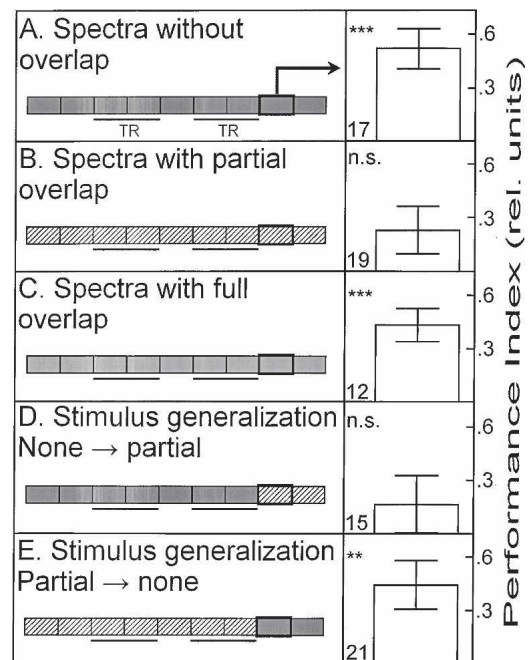 A. Spectra without
overlap
TR TR
***
17
.6
.3
B. Spectra with partial
overlap
n.s.
19
.6
.3
C. Spectra with full
overlap
***
12
.6
.3
D. Stimulus generalization
None → partial
n.s.
15
.6
.3
E. Stimulus generalization
Partial → none
**
21
.6
.3
Performance Index (rel. units)